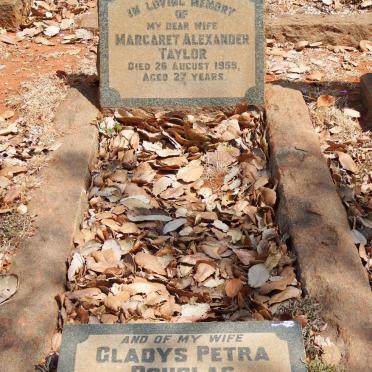 IN LOVING MEMORY
OF
MY DEAR WIFE
MARGARET ALEXANDER
TAYLOR
DIED 26 AUGUST 1959,
AGED 27 YEARS.
AND OF MY WIFE
GLADYS PETRA
DOUGLAS